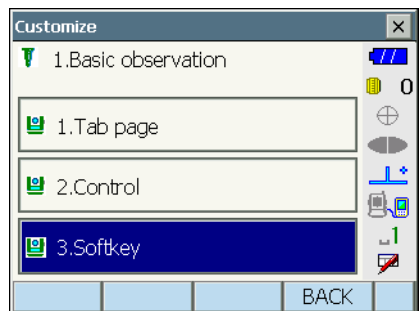 Customize
1.Basic observation
0
1.Tab page
2.Control
3.Softkey
1
BACK